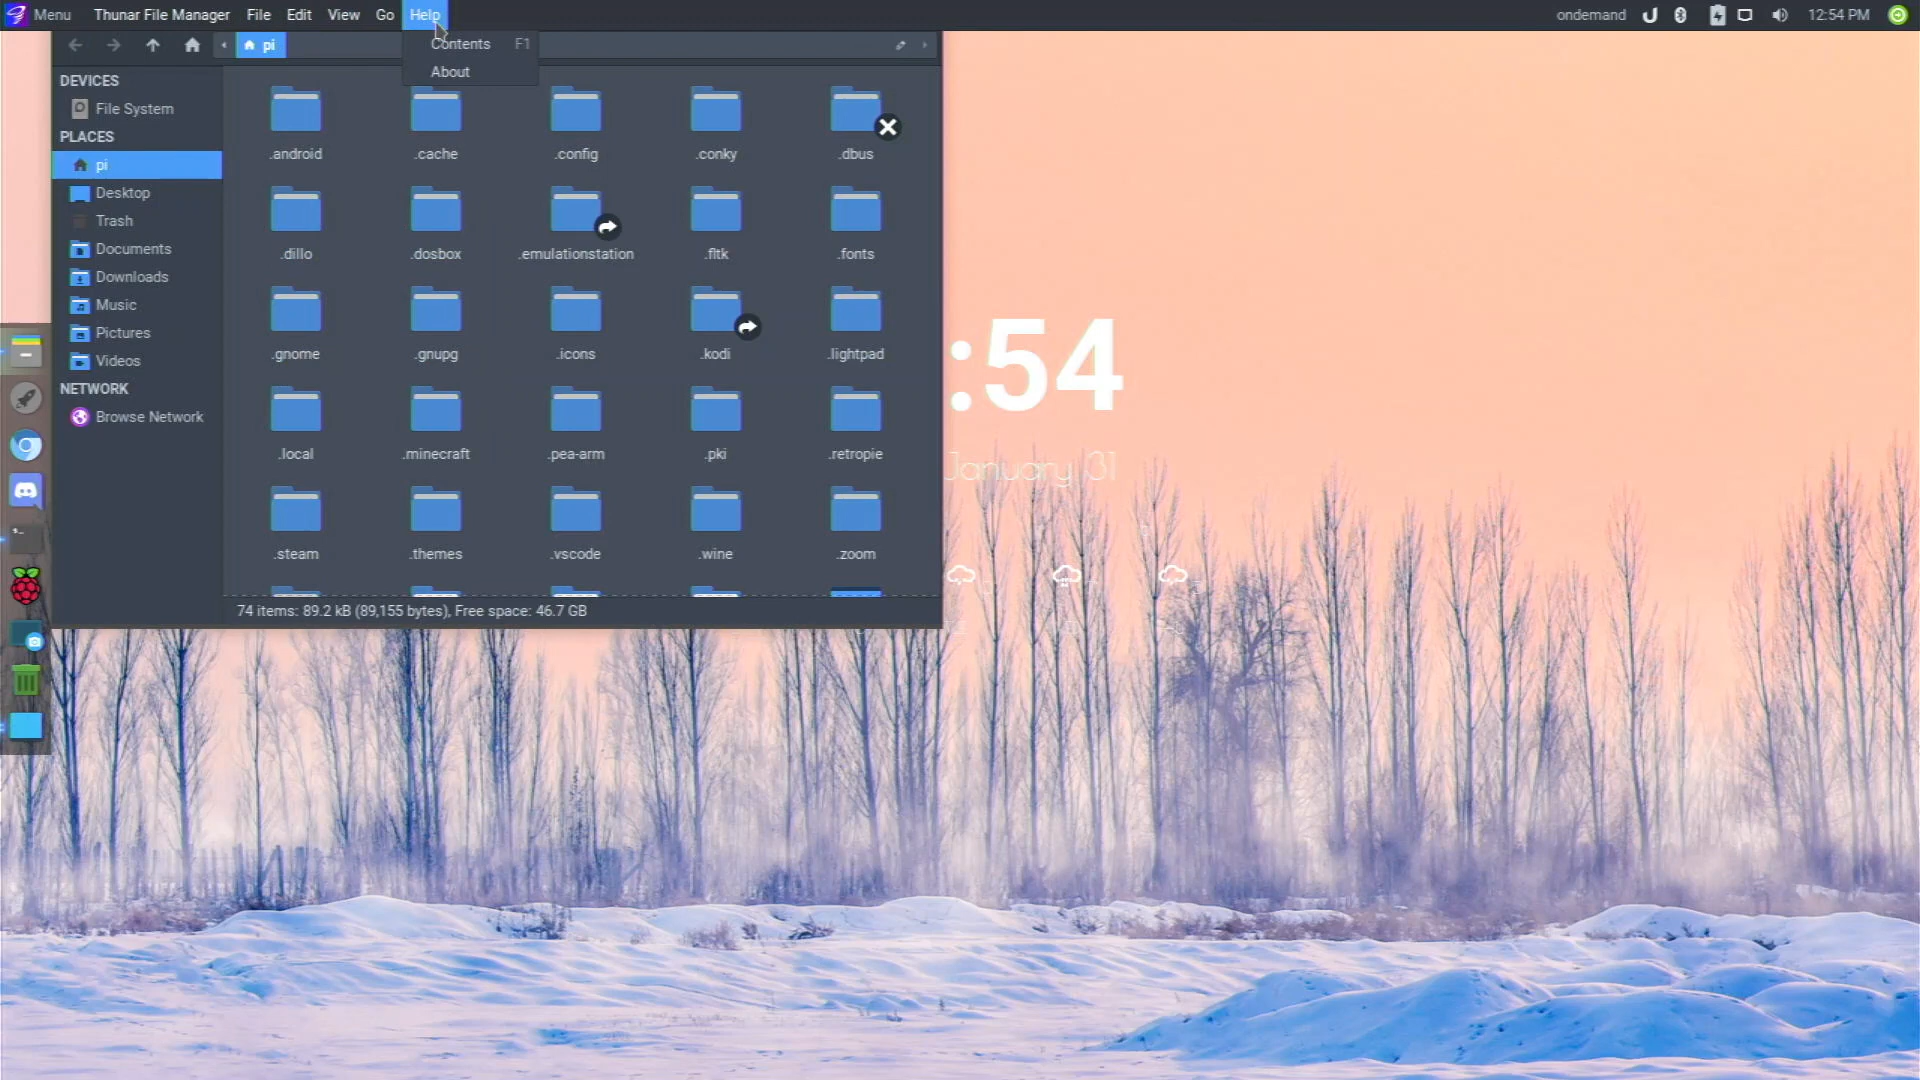 Menu Thunar File Manager File Edit View Go Help ondemand 12:54 PM
pi
Contents F1
About
DEVICES
File System
PLACES
pi
Desktop
Trash
Documents
Downloads
Music
Pictures
Videos
NETWORK
Browse Network
.android .cache .config .conky .dbus
.dillo .dosbox .emulationstation .fltk .fonts
.gnome .gnupg .icons .kodi .lightpad
.local .minecraft .pea-arm .pki .retropie
.steam .themes .vscode .wine .zoom
74 items: 89.2 kB (89,155 bytes), Free space: 46.7 GB
:54
January 31